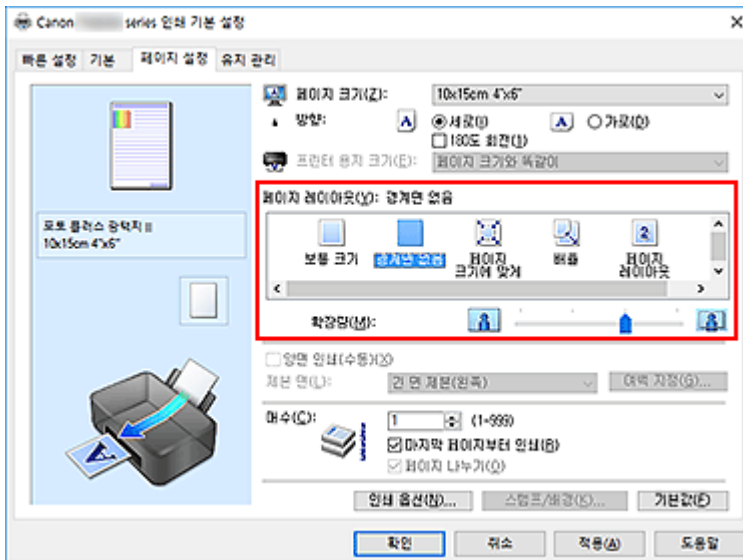 Canon series 인쇄 기본 설정
빠른 설정 기본 페이지 설정 유지 관리
페이지 크기(Z): 10x15cm 4"x6"
방향: A 세로(I) A 가로(O)
180도 회전(1)
프린터 용지 크기(E): 페이지 크기와 똑같이
페이지 레이아웃(Y): 경계면 없음
보통 크기 경계면 없음 페이지 크기에 맞게 배율 페이지 레이아웃
확장량(M):
포토 플러스 광택지 II
10x15cm 4"x6"
양면 인쇄(수동)(X)
제본 면(L): 긴 면 제본(왼쪽) 여백 지정(G)...
매수(C): 1 (1-999)
마지막 페이지부터 인쇄(R)
페이지 나누기(Q)
인쇄 옵션(N)... 스탬프/배경(K)... 기본값(F)
확인 취소 적용(A) 도움말